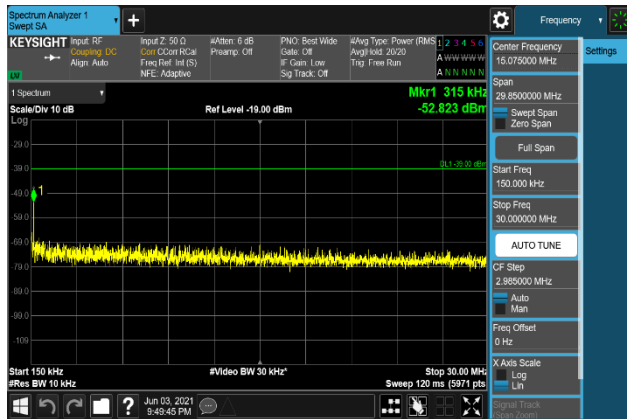 Spectrum Analyzer 1
Swept SA
+
Frequency
KEYSIGHT
Input: RF
Coupling: DC
Align: Auto
Input Z: 50 Ω
Corr CCorr RCal
Freq Ref: Int (S)
NFE: Adaptive
#Atten: 6 dB
Preamp: Off
PNO: Best Wide
Gate: Off
IF Gain: Low
Sig Track: Off
#Avg Type: Power (RMS
Avg|Hold: 20/20
Trig: Free Run
1 2 3 4 5 6
A W W W W W
A N N N N N
LW
1 Spectrum
Scale/Div 10 dB
Log
Ref Level -19.00 dBm
Mkr1 315 kHz
-52.823 dBm
DL1 -39.00 dBm
1
-29.0
-39.0
-49.0
-59.0
-69.0
-79.0
-89.0
-99.0
-109
Start 150 kHz
#Res BW 10 kHz
#Video BW 30 kHz*
Stop 30.00 MHz
Sweep 120 ms (5971 pts
?
Jun 03, 2021
9:49:45 PM
Center Frequency
15.075000 MHz
Span
29.8500000 MHz
Swept Span
Zero Span
Full Span
Start Freq
150.000 kHz
Stop Freq
30.000000 MHz
AUTO TUNE
CF Step
2.985000 MHz
Auto
Man
Freq Offset
0 Hz
X Axis Scale
Log
Lin
Signal Track
(Span Zoom)
Settings